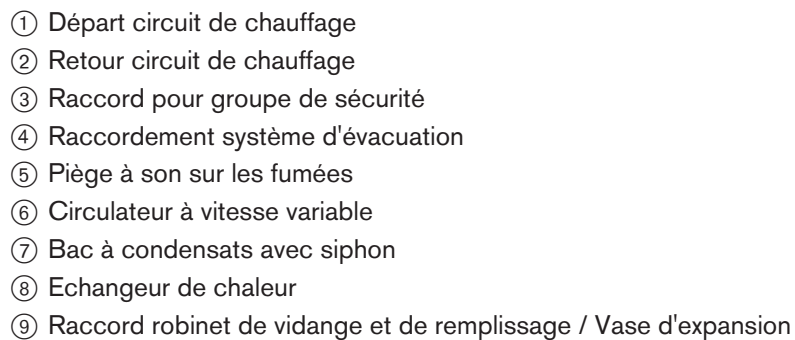 ① Départ circuit de chauffage
② Retour circuit de chauffage
③ Raccord pour groupe de sécurité
④ Raccordement système d'évacuation
⑤ Piège à son sur les fumées
⑥ Circulateur à vitesse variable
⑦ Bac à condensats avec siphon
⑧ Echangeur de chaleur
⑨ Raccord robinet de vidange et de remplissage / Vase d'expansion